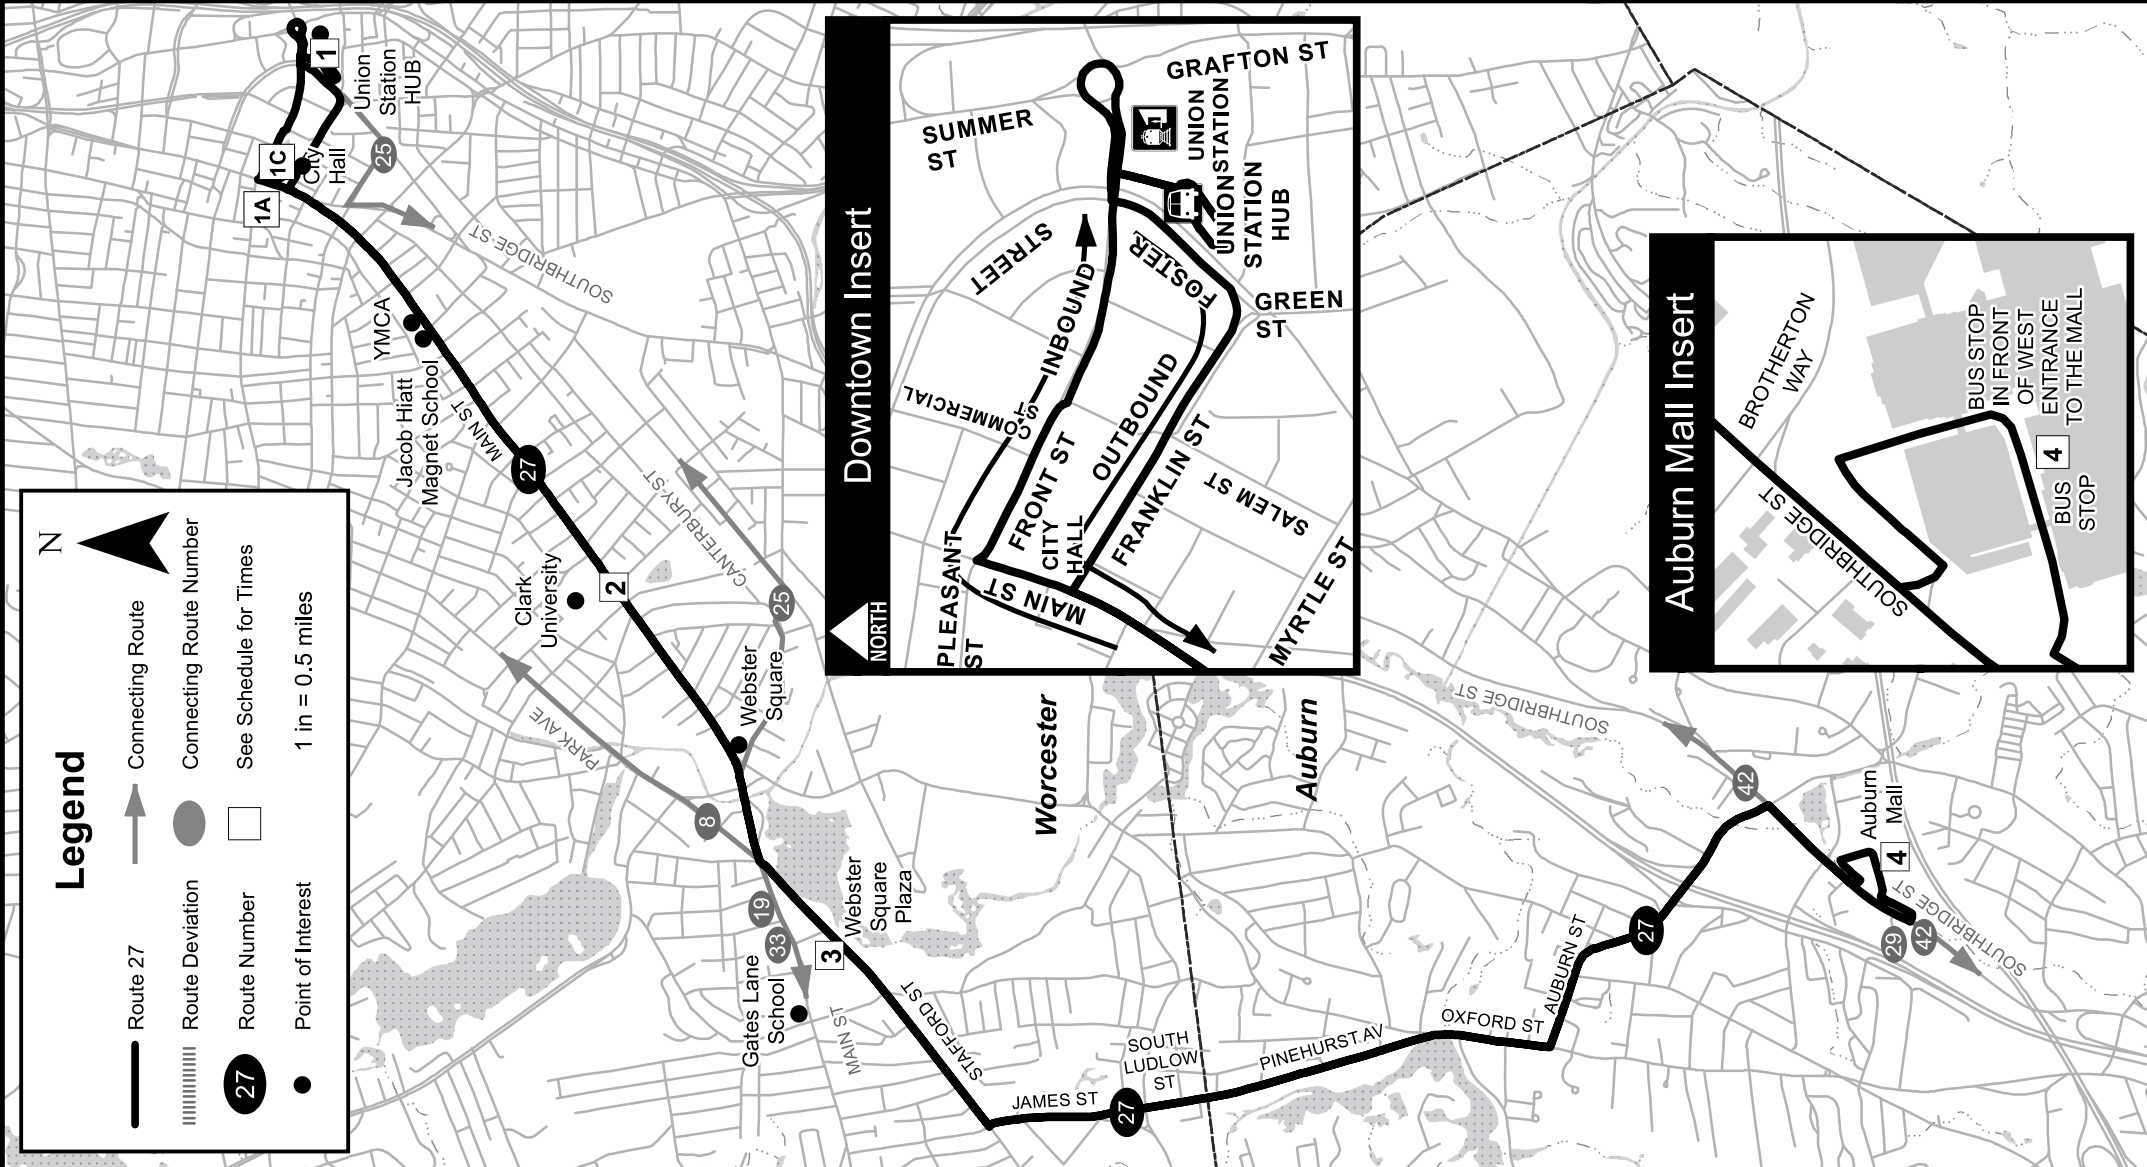 Legend
Route 27
Connecting Route
Route Deviation
Connecting Route Number
27
Route Number
See Schedule for Times
Point of Interest
1 in = 0.5 miles
N
1
Union
Station
HUB
1C
City
Hall
1A
25
SOUTHBRIDGE ST
YMCA
Jacob Hiatt
Magnet School
MAIN ST
27
CANTERBURY ST
25
Clark
University
2
PARK AVE
Webster
Square
8
19
33
Webster
Square
Plaza
3
Gates Lane
School
MAIN ST
STAFFORD ST
JAMES ST
27
SOUTH
LUDLOW
ST
PINEHURST AV
OXFORD ST
AUBURN ST
27
Worcester
Auburn
SOUTHBRIDGE ST
42
Auburn
Mall
4
29
42
SOUTHBRIDGE ST
Downtown Insert
NORTH
SUMMER
ST
GRAFTON ST
UNION
STATION
UNION
STATION
HUB
STREET
FOSTER
INBOUND
GREEN
ST
COMMERCIAL
ST
FRONT ST
OUTBOUND
FRANKLIN ST
SALEM ST
CITY
HALL
PLEASANT
ST
MAIN ST
MYRTLE ST
Auburn Mall Insert
BROTHERTON
WAY
SOUTHBRIDGE ST
BUS STOP
IN FRONT
OF WEST
ENTRANCE
TO THE MALL
4
BUS
STOP